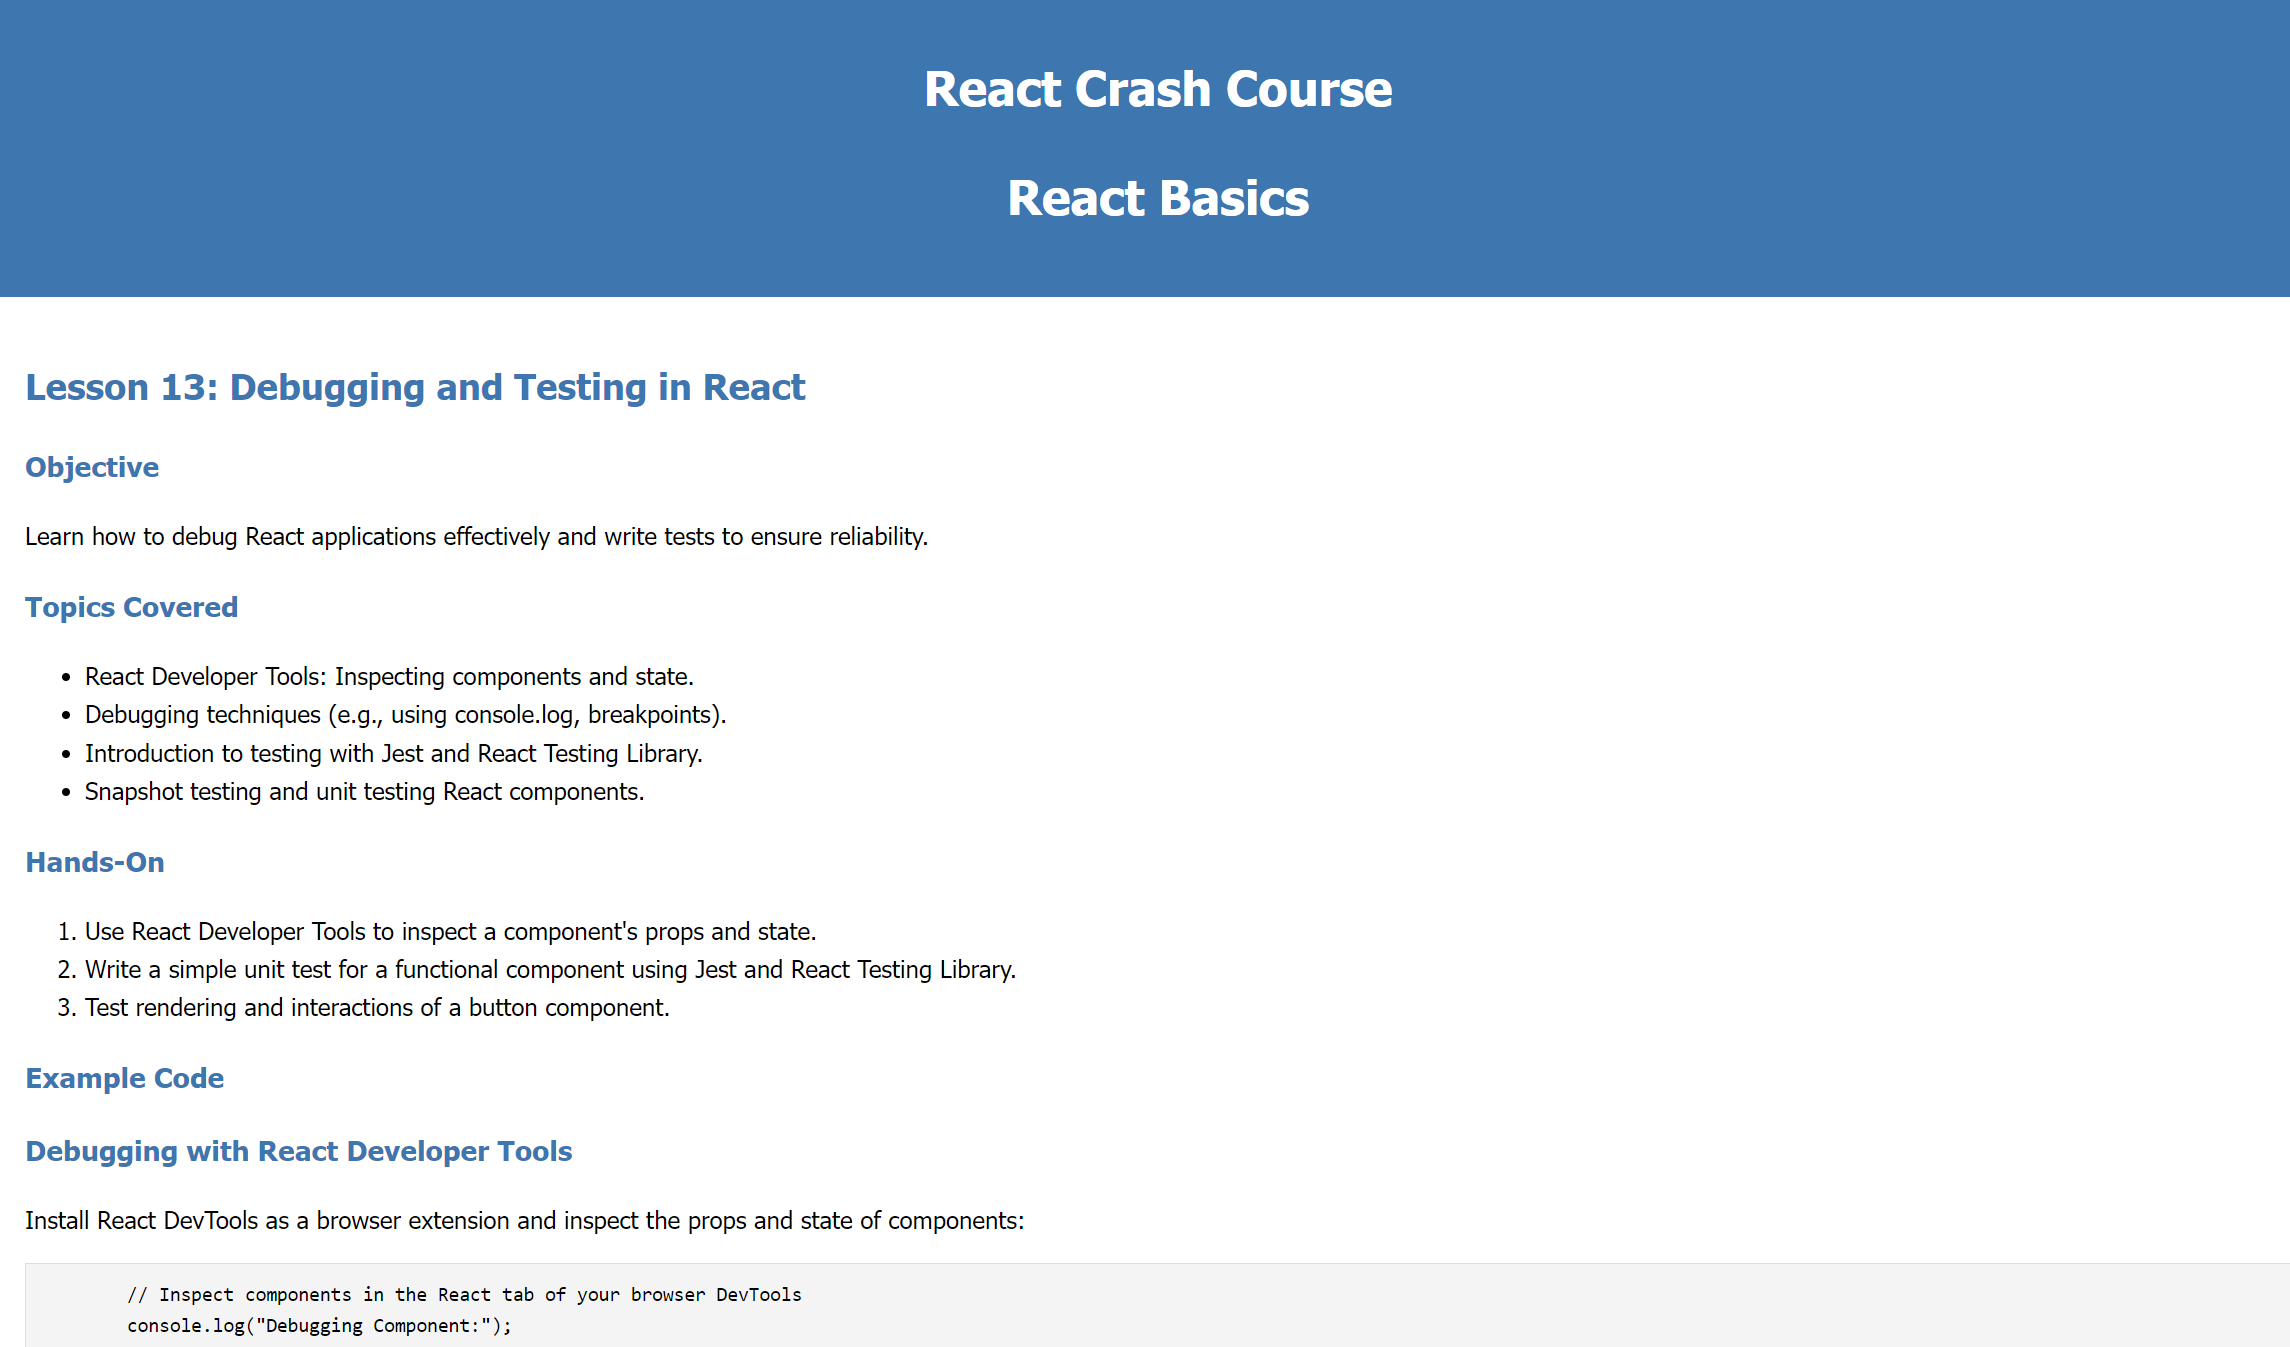 React Crash Course
React Basics
Lesson 13: Debugging and Testing in React
Objective
Learn how to debug React applications effectively and write tests to ensure reliability.
Topics Covered
• React Developer Tools: Inspecting components and state.
• Debugging techniques (e.g., using console.log, breakpoints).
• Introduction to testing with Jest and React Testing Library.
• Snapshot testing and unit testing React components.
Hands-On
1. Use React Developer Tools to inspect a component's props and state.
2. Write a simple unit test for a functional component using Jest and React Testing Library.
3. Test rendering and interactions of a button component.
Example Code
Debugging with React Developer Tools
Install React DevTools as a browser extension and inspect the props and state of components:
// Inspect components in the React tab of your browser DevTools
console.log("Debugging Component:");